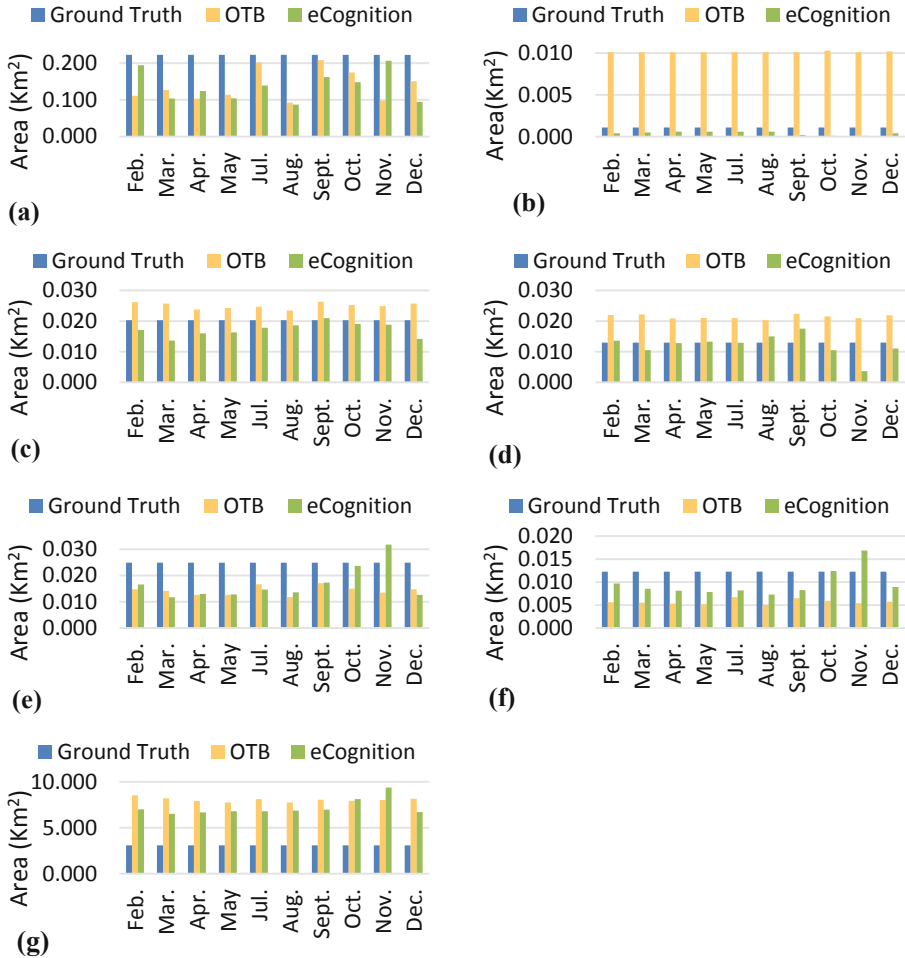 Ground Truth OTB eCognition
Area (Km²)
0.200
0.100
0.000
Feb. Mar. Apr. May Jul. Aug. Sept. Oct. Nov. Dec.
(a)
Ground Truth OTB eCognition
Area(Km²)
0.010
0.005
0.000
Feb. Mar. Apr. May Jul. Aug. Sept. Oct. Nov. Dec.
(b)
Ground Truth OTB eCognition
Area (Km²)
0.030
0.020
0.010
0.000
Feb. Mar. Apr. May Jul. Aug. Sept. Oct. Nov. Dec.
(c)
Ground Truth OTB eCognition
Area (Km²)
0.030
0.020
0.010
0.000
Feb. Mar. Apr. May Jul. Aug. Sept. Oct. Nov. Dec.
(d)
Ground Truth OTB eCognition
Area (Km²)
0.030
0.020
0.010
0.000
Feb. Mar. Apr. May Jul. Aug. Sept. Oct. Nov. Dec.
(e)
Ground Truth OTB eCognition
Area (Km²)
0.020
0.015
0.010
0.005
0.000
Feb. Mar. Apr. May Jul. Aug. Sept. Oct. Nov. Dec.
(f)
Ground Truth OTB eCognition
Area (Km²)
10.000
5.000
0.000
Feb. Mar. Apr. May Jul. Aug. Sept. Oct. Nov. Dec.
(g)